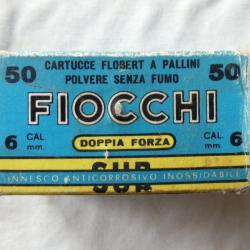 50 CARTUCCE FLOBERT A PALLINI 50
POLVERE SENZA FUMO
FIOCCHI
6 CAL. mm. DOPPIA FORZA CAL. 6 mm.
INNESCO ANTICORROSIVO INOSSIDABILE